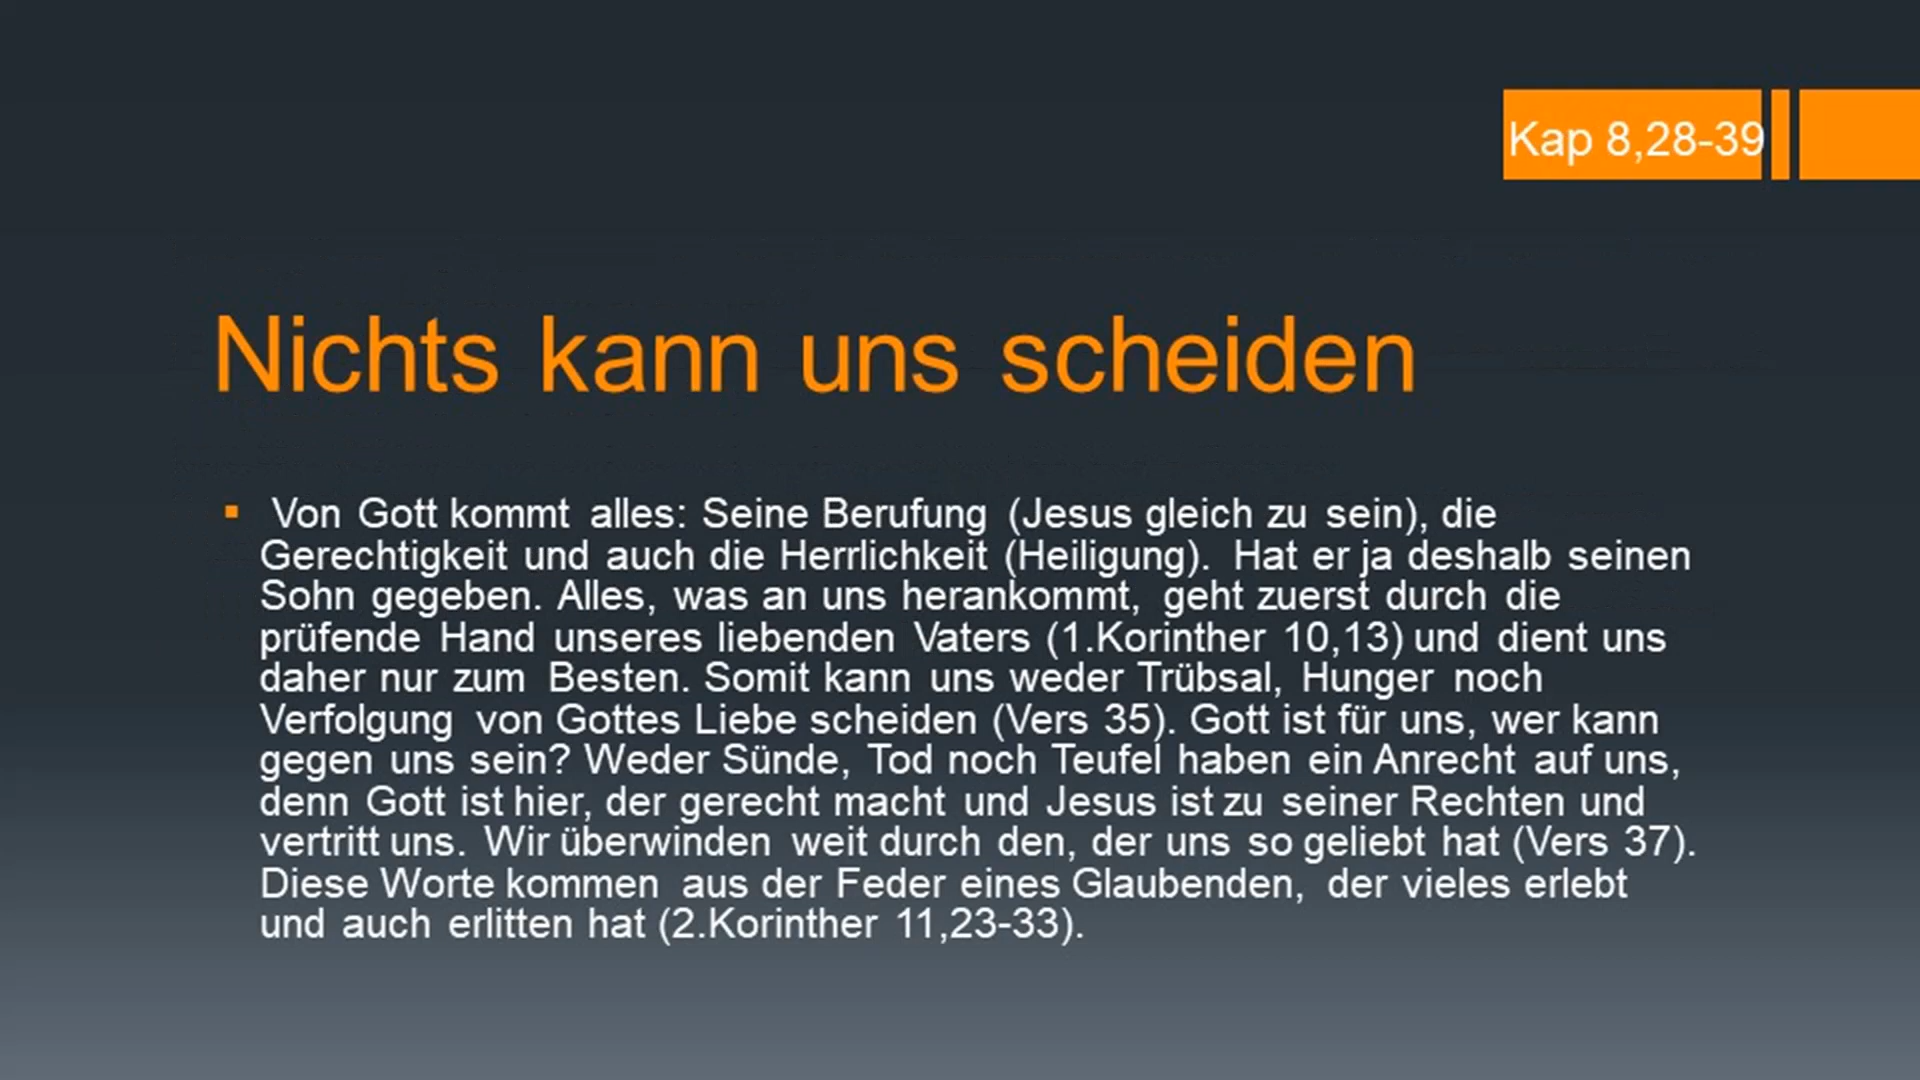 Kap 8,28-39
Nichts kann uns scheiden
Von Gott kommt alles: Seine Berufung (Jesus gleich zu sein), die
Gerechtigkeit und auch die Herrlichkeit (Heiligung). Hat er ja deshalb seinen
Sohn gegeben. Alles, was an uns herankommt, geht zuerst durch die
prüfende Hand unseres liebenden Vaters (1.Korinther 10,13) und dient uns
daher nur zum Besten. Somit kann uns weder Trübsal, Hunger noch
Verfolgung von Gottes Liebe scheiden (Vers 35). Gott ist für uns, wer kann
gegen uns sein? Weder Sünde, Tod noch Teufel haben ein Anrecht auf uns,
denn Gott ist hier, der gerecht macht und Jesus ist zu seiner Rechten und
vertritt uns. Wir überwinden weit durch den, der uns so geliebt hat (Vers 37).
Diese Worte kommen aus der Feder eines Glaubenden, der vieles erlebt
und auch erlitten hat (2.Korinther 11,23-33).